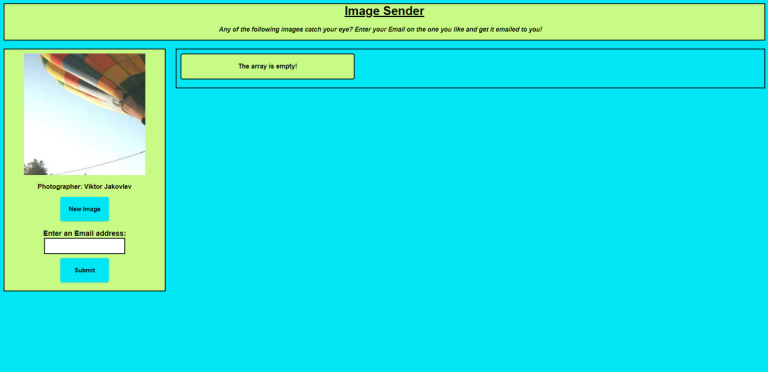 Image Sender
Any of the following images catch your eye? Enter your Email on the one you like and get it emailed to you!
The array is empty!
Photographer: Viktor Jakovlev
New Image
Enter an Email address:
Submit